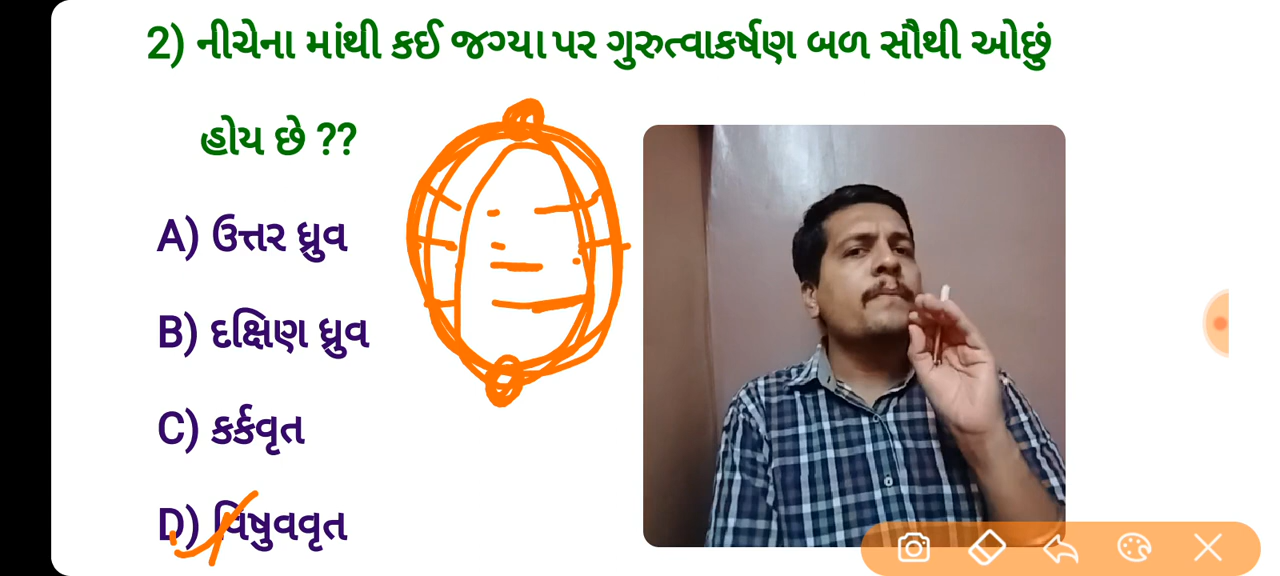 2) નીચેના માંથી કઈ જગ્યા પર ગુરુત્વાકર્ષણ બળ સૌથી ઓછું
હોય છે ??
A) ઉત્તર ધ્રુવ
B) દક્ષિણ ધ્રુવ
C) કર્કવૃત
D) વિષુવવૃત